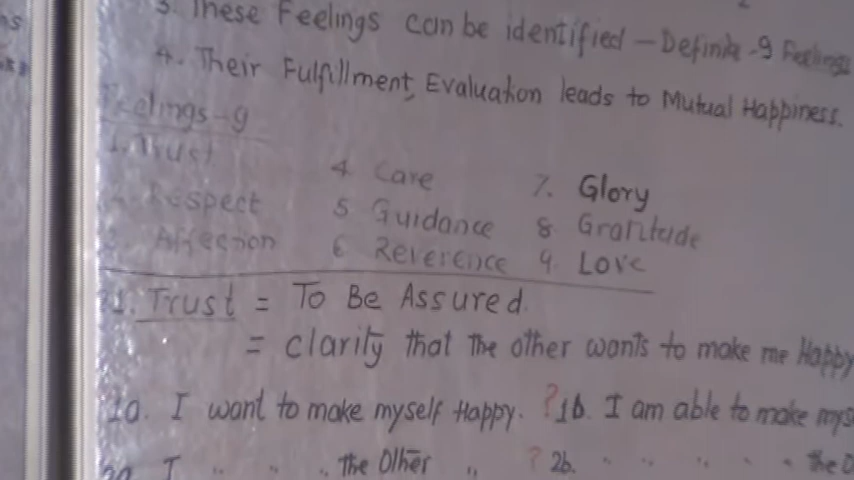 3. These Feelings can be identified - Definite -9 Feelings
4. Their Fulfillment, Evaluation leads to Mutual Happiness.
Feelings-9
1. Trust 4 Care 7. Glory
2. Respect 5 Guidance 8 Gratitude
3. Affection 6 Reverence 9. Love
1. Trust = To Be Assured.
= clarity that the other wants to make me Happy
1a. I want to make myself Happy. ? 1b. I am able to make mys
2a. I " " " the Other " ? 2b. " " " " " the O